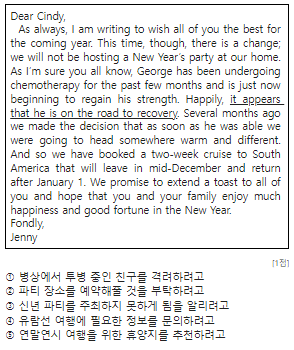 Dear Cindy,
As always, I am writing to wish all of you the best for
the coming year. This time, though, there is a change;
we will not be hosting a New Year's party at our home.
As I'm sure you all know, George has been undergoing
chemotherapy for the past few months and is just now
beginning to regain his strength. Happily, it appears
that he is on the road to recovery. Several months ago
we made the decision that as soon as he was able we
were going to head somewhere warm and different.
And so we have booked a two-week cruise to South
America that will leave in mid-December and return
after January 1. We promise to extend a toast to all of
you and hope that you and your family enjoy much
happiness and good fortune in the New Year.
Fondly,
Jenny
[1점]
① 병상에서 투병 중인 친구를 격려하려고
② 파티 장소를 예약해줄 것을 부탁하려고
③ 신년 파티를 주최하지 못하게 됨을 알리려고
④ 유람선 여행에 필요한 정보를 문의하려고
⑤ 연말연시 여행을 위한 휴양지를 추천하려고